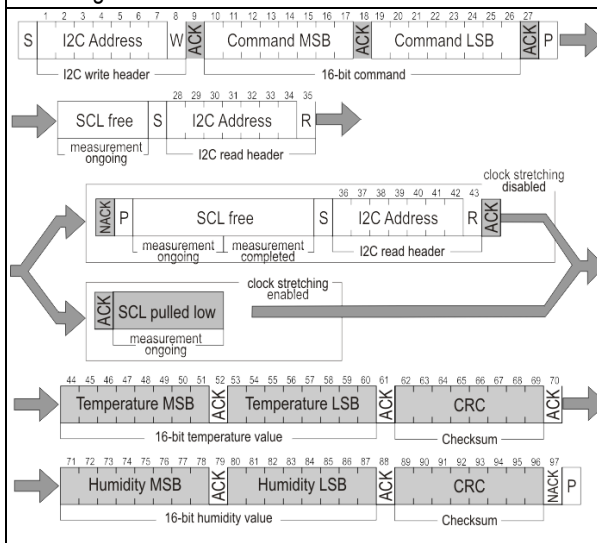 1 2 3 4 5 6 7 8 9 10 11 12 13 14 15 16 17 18 19 20 21 22 23 24 25 26 27
S I2C Address W ACK Command MSB ACK Command LSB ACK P
I2C write header 16-bit command
28 29 30 31 32 33 34 35
SCL free S I2C Address R
measurement
ongoing
I2C read header
clock stretching
disabled
36 37 38 39 40 41 42 43
NACK P SCL free S I2C Address R ACK
measurement
ongoing
measurement
completed
I2C read header
clock stretching
enabled
ACK SCL pulled low
measurement
ongoing
44 45 46 47 48 49 50 51 52 53 54 55 56 57 58 59 60 61 62 63 64 65 66 67 68 69 70
Temperature MSB ACK Temperature LSB ACK CRC ACK
16-bit temperature value Checksum
71 72 73 74 75 76 77 78 79 80 81 82 83 84 85 86 87 88 89 90 91 92 93 94 95 96 97
Humidity MSB ACK Humidity LSB ACK CRC NACK P
16-bit humidity value Checksum